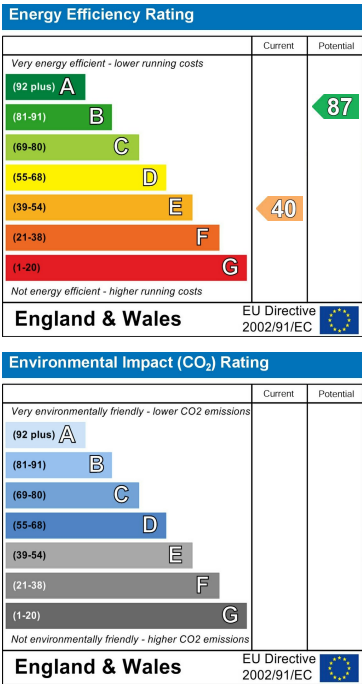 Energy Efficiency Rating
Current Potential
Very energy efficient - lower running costs
(92 plus) A
(81-91) B
87
(69-80) C
(55-68) D
(39-54) E
40
(21-38) F
(1-20) G
Not energy efficient - higher running costs
England & Wales
EU Directive
2002/91/EC
Environmental Impact (CO₂) Rating
Current Potential
Very environmentally friendly - lower CO2 emissions
(92 plus) A
(81-91) B
(69-80) C
(55-68) D
(39-54) E
(21-38) F
(1-20) G
Not environmentally friendly - higher CO2 emissions
England & Wales
EU Directive
2002/91/EC